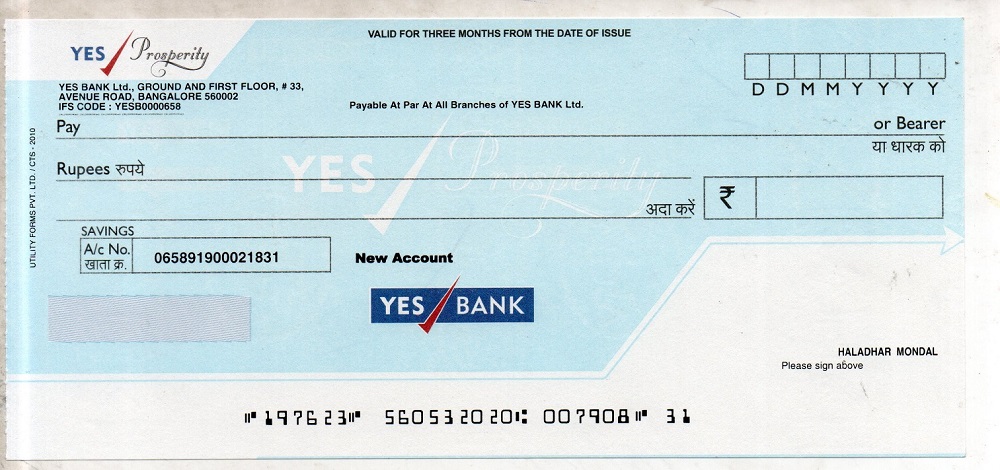 YES Prosperity
VALID FOR THREE MONTHS FROM THE DATE OF ISSUE
YES BANK Ltd., GROUND AND FIRST FLOOR, # 33,
AVENUE ROAD, BANGALORE 560002
IFS CODE : YESB0000658
Payable At Par At All Branches of YES BANK Ltd.
D D M M Y Y Y Y
Pay or Bearer
या धारक को
Rupees रुपये
YES Prosperity
अदा करें ₹
UTILITY FORMS PVT. LTD. / CTS - 2010
SAVINGS
A/c No.
खाता क्र.
065891900021831
New Account
YES BANK
HALADHAR MONDAL
Please sign above
⑈197623⑈ 560532020⑆ 007908⑈ 31